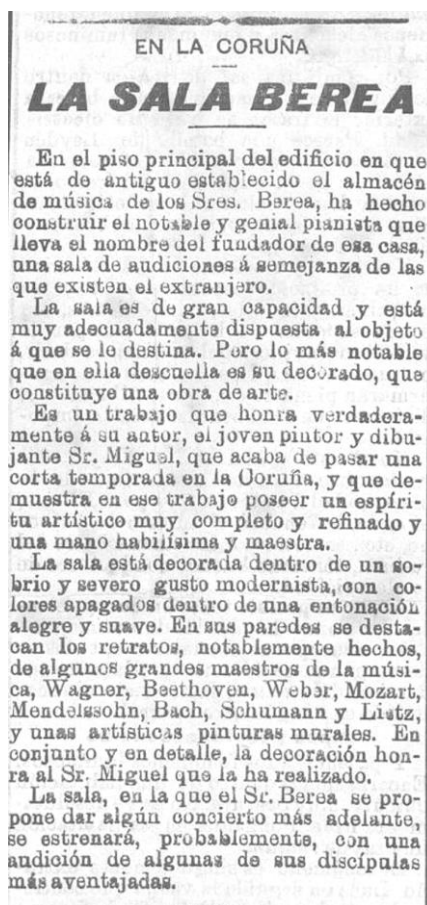 EN LA CORUÑA
LA SALA BEREA
En el piso principal del edificio en que
está de antiguo establecido el almacén
de música de los Sres. Berea, ha hecho
construir el notable y genial pianista que
lleva el nombre del fundador de esa casa,
una sala de audiciones á semejanza de las
que existen el extranjero.
La sala es de gran capacidad y está
muy adecuadamente dispuesta al objeto
á que se le destina. Pero lo más notable
que en ella descuella es su decorado, que
constituye una obra de arte.
Es un trabajo que honra verdadera-
mente á su autor, el joven pintor y dibu-
jante Sr. Miguel, que acaba de pasar una
corta temporada en la Coruña, y que de-
muestra en ese trabajo poseer un espíri-
tu artístico muy completo y refinado y
una mano habilísima y maestra.
La sala está decorada dentro de un so-
brio y severo gusto modernista, con co-
lores apagados dentro de una entonación
alegre y suave. En sus paredes se desta-
can los retratos, notablemente hechos,
de algunos grandes maestros de la músi-
ca, Wagner, Beethoven, Weber, Mozart,
Mendelssohn, Bach, Schumann y Listz,
y unas artísticas pinturas murales. En
conjunto y en detalle, la decoración hon-
ra al Sr. Miguel que la ha realizado.
La sala, en la que el Sr. Berea se pro-
pone dar algún concierto más adelante,
se estrenará, probablemente, con una
audición de algunas de sus discípulas
más aventajadas.